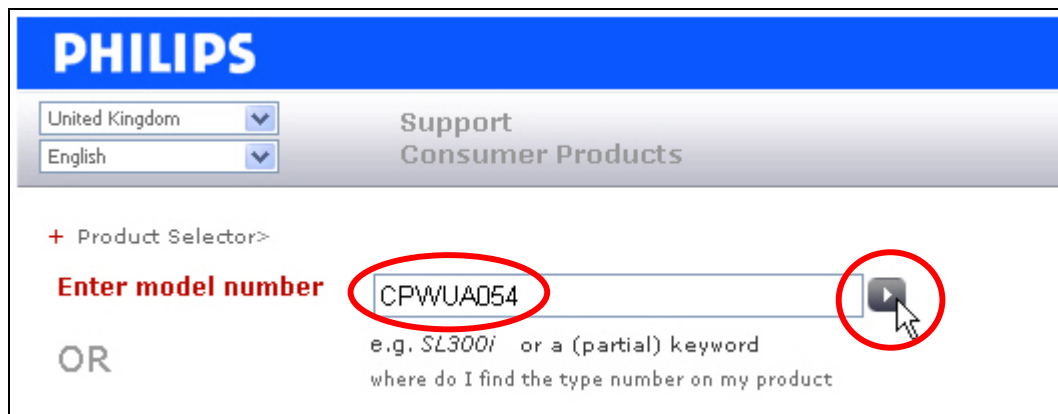 PHILIPS
United Kingdom
English
Support
Consumer Products
+ Product Selector>
Enter model number
CPWUA054
OR
e.g. SL300i or a (partial) keyword
where do I find the type number on my product